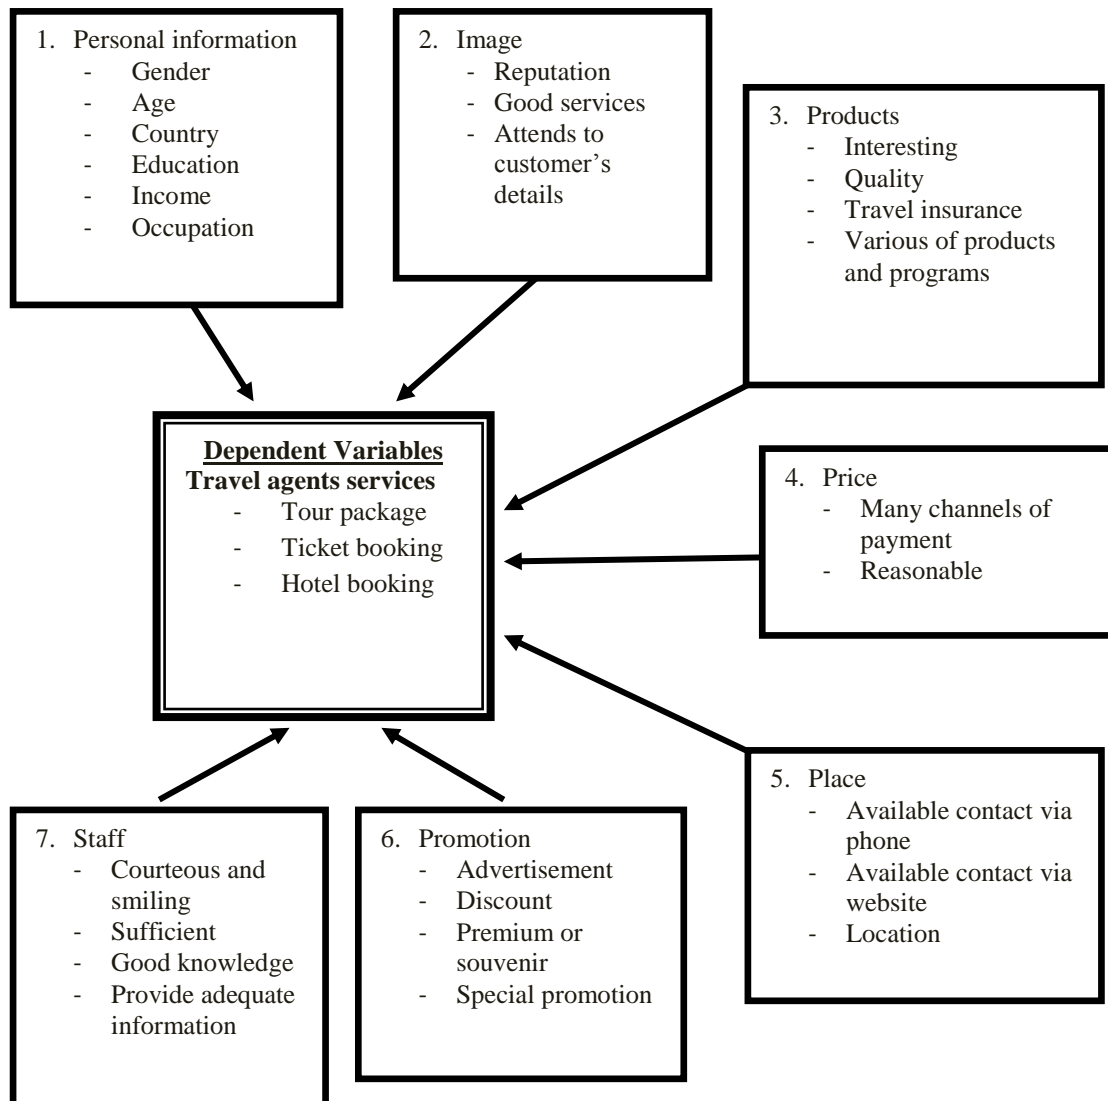 1. Personal information
- Gender
- Age
- Country
- Education
- Income
- Occupation
2. Image
- Reputation
- Good services
- Attends to
customer’s
details
3. Products
- Interesting
- Quality
- Travel insurance
- Various of products
and programs
Dependent Variables
Travel agents services
- Tour package
- Ticket booking
- Hotel booking
4. Price
- Many channels of
payment
- Reasonable
5. Place
- Available contact via
phone
- Available contact via
website
- Location
7. Staff
- Courteous and
smiling
- Sufficient
- Good knowledge
- Provide adequate
information
6. Promotion
- Advertisement
- Discount
- Premium or
souvenir
- Special promotion